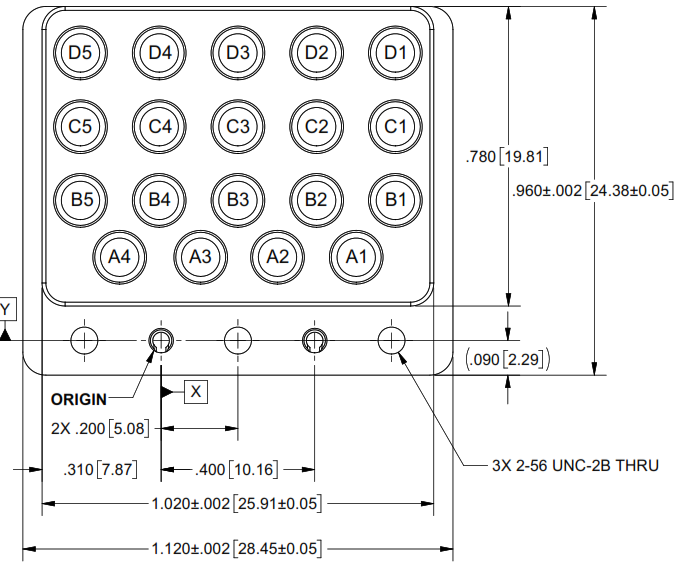 D5 D4 D3 D2 D1
C5 C4 C3 C2 C1
.780[19.81]
.960±.002[24.38±0.05]
B5 B4 B3 B2 B1
A4 A3 A2 A1
Y
(.090[2.29])
ORIGIN
X
2X .200[5.08]
.310[7.87]
.400[10.16]
3X 2-56 UNC-2B THRU
1.020±.002[25.91±0.05]
1.120±.002[28.45±0.05]